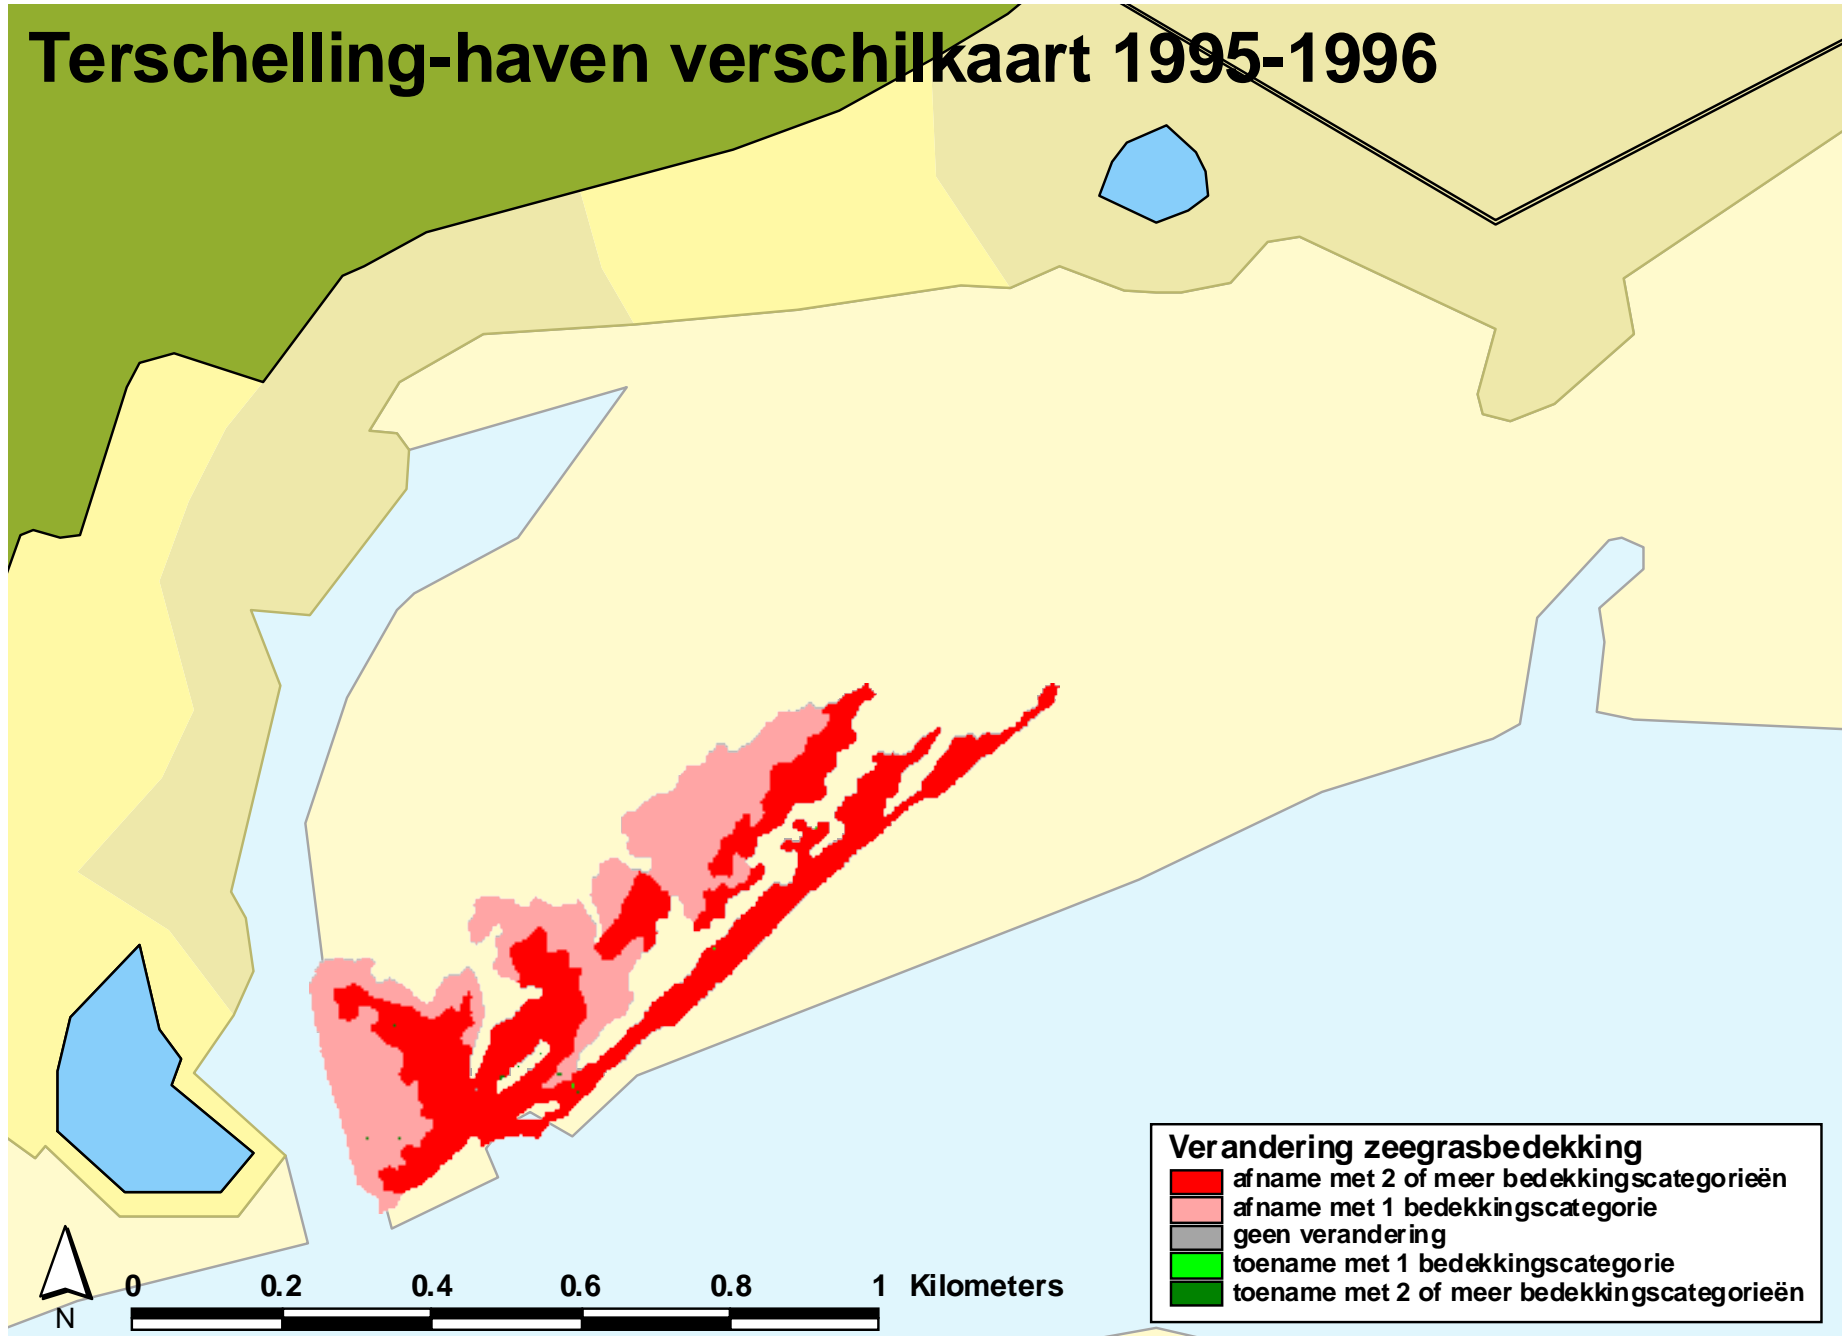 Terschelling-haven verschilkaart 1995-1996
Verandering zeegrasbedekking
afname met 2 of meer bedekkingscategorieën
afname met 1 bedekkingscategorie
geen verandering
toename met 1 bedekkingscategorie
toename met 2 of meer bedekkingscategorieën
0 0.2 0.4 0.6 0.8 1 Kilometers
N